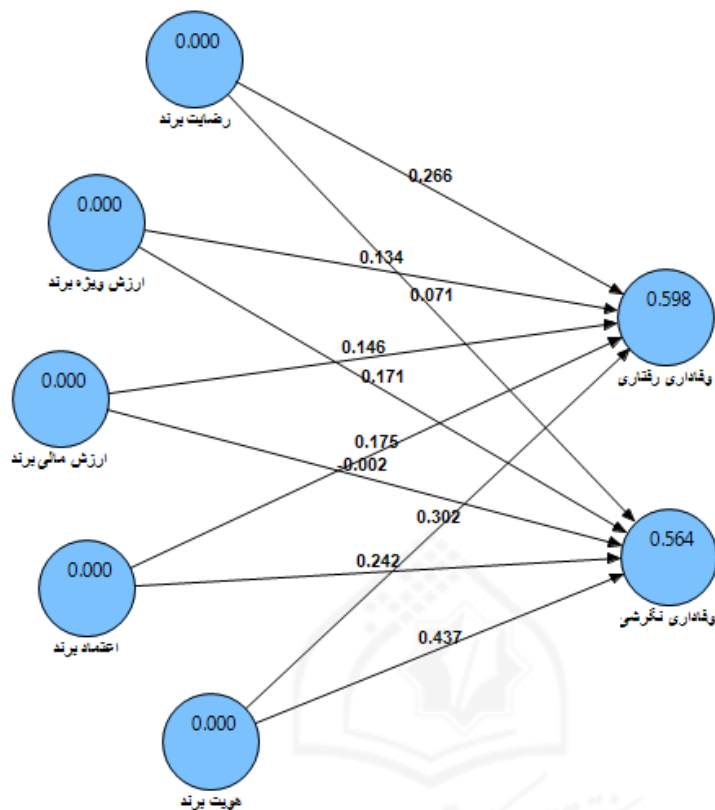 0.000
رضایت برند
0.266
0.000
ارزش ویژه برند
0.134
0.071
0.598
وفاداری رفتاری
0.146
0.171
0.000
ارزش مالی برند
0.175
-0.002
0.302
0.000
اعتماد برند
0.242
0.564
وفاداری نگرشی
0.437
0.000
هویت برند